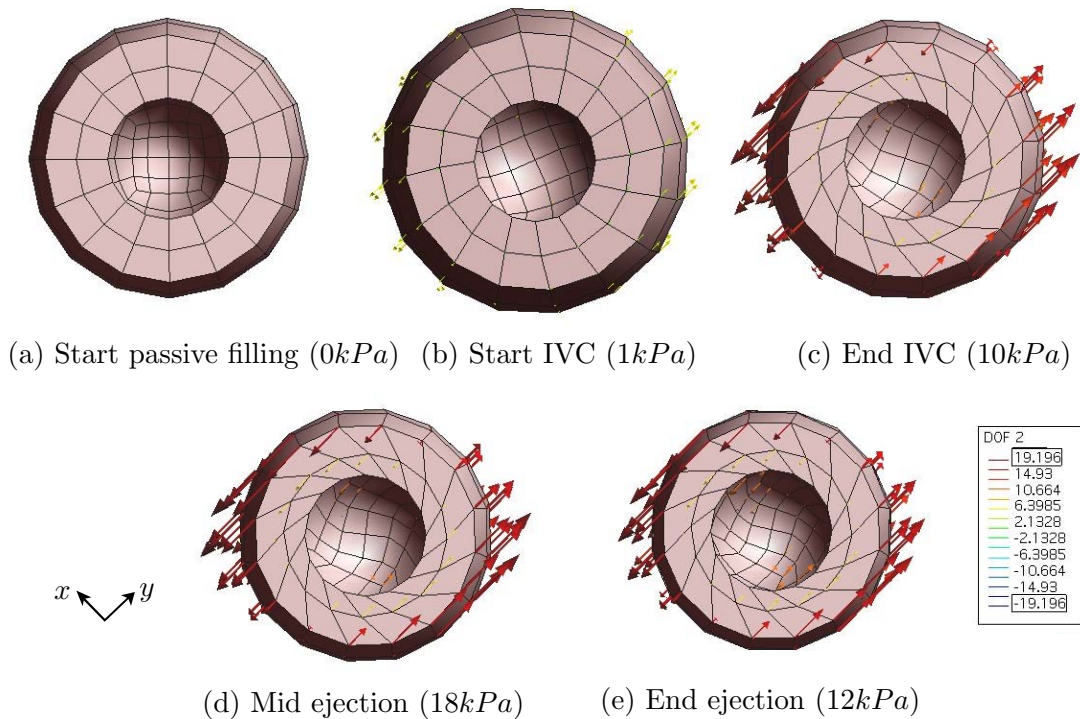 (a) Start passive filling (0kPa)
(b) Start IVC (1kPa)
(c) End IVC (10kPa)
DOF 2
19.196
14.93
10.664
6.3985
2.1328
-2.1328
-6.3985
-10.664
-14.93
-19.196
x
y
(d) Mid ejection (18kPa)
(e) End ejection (12kPa)